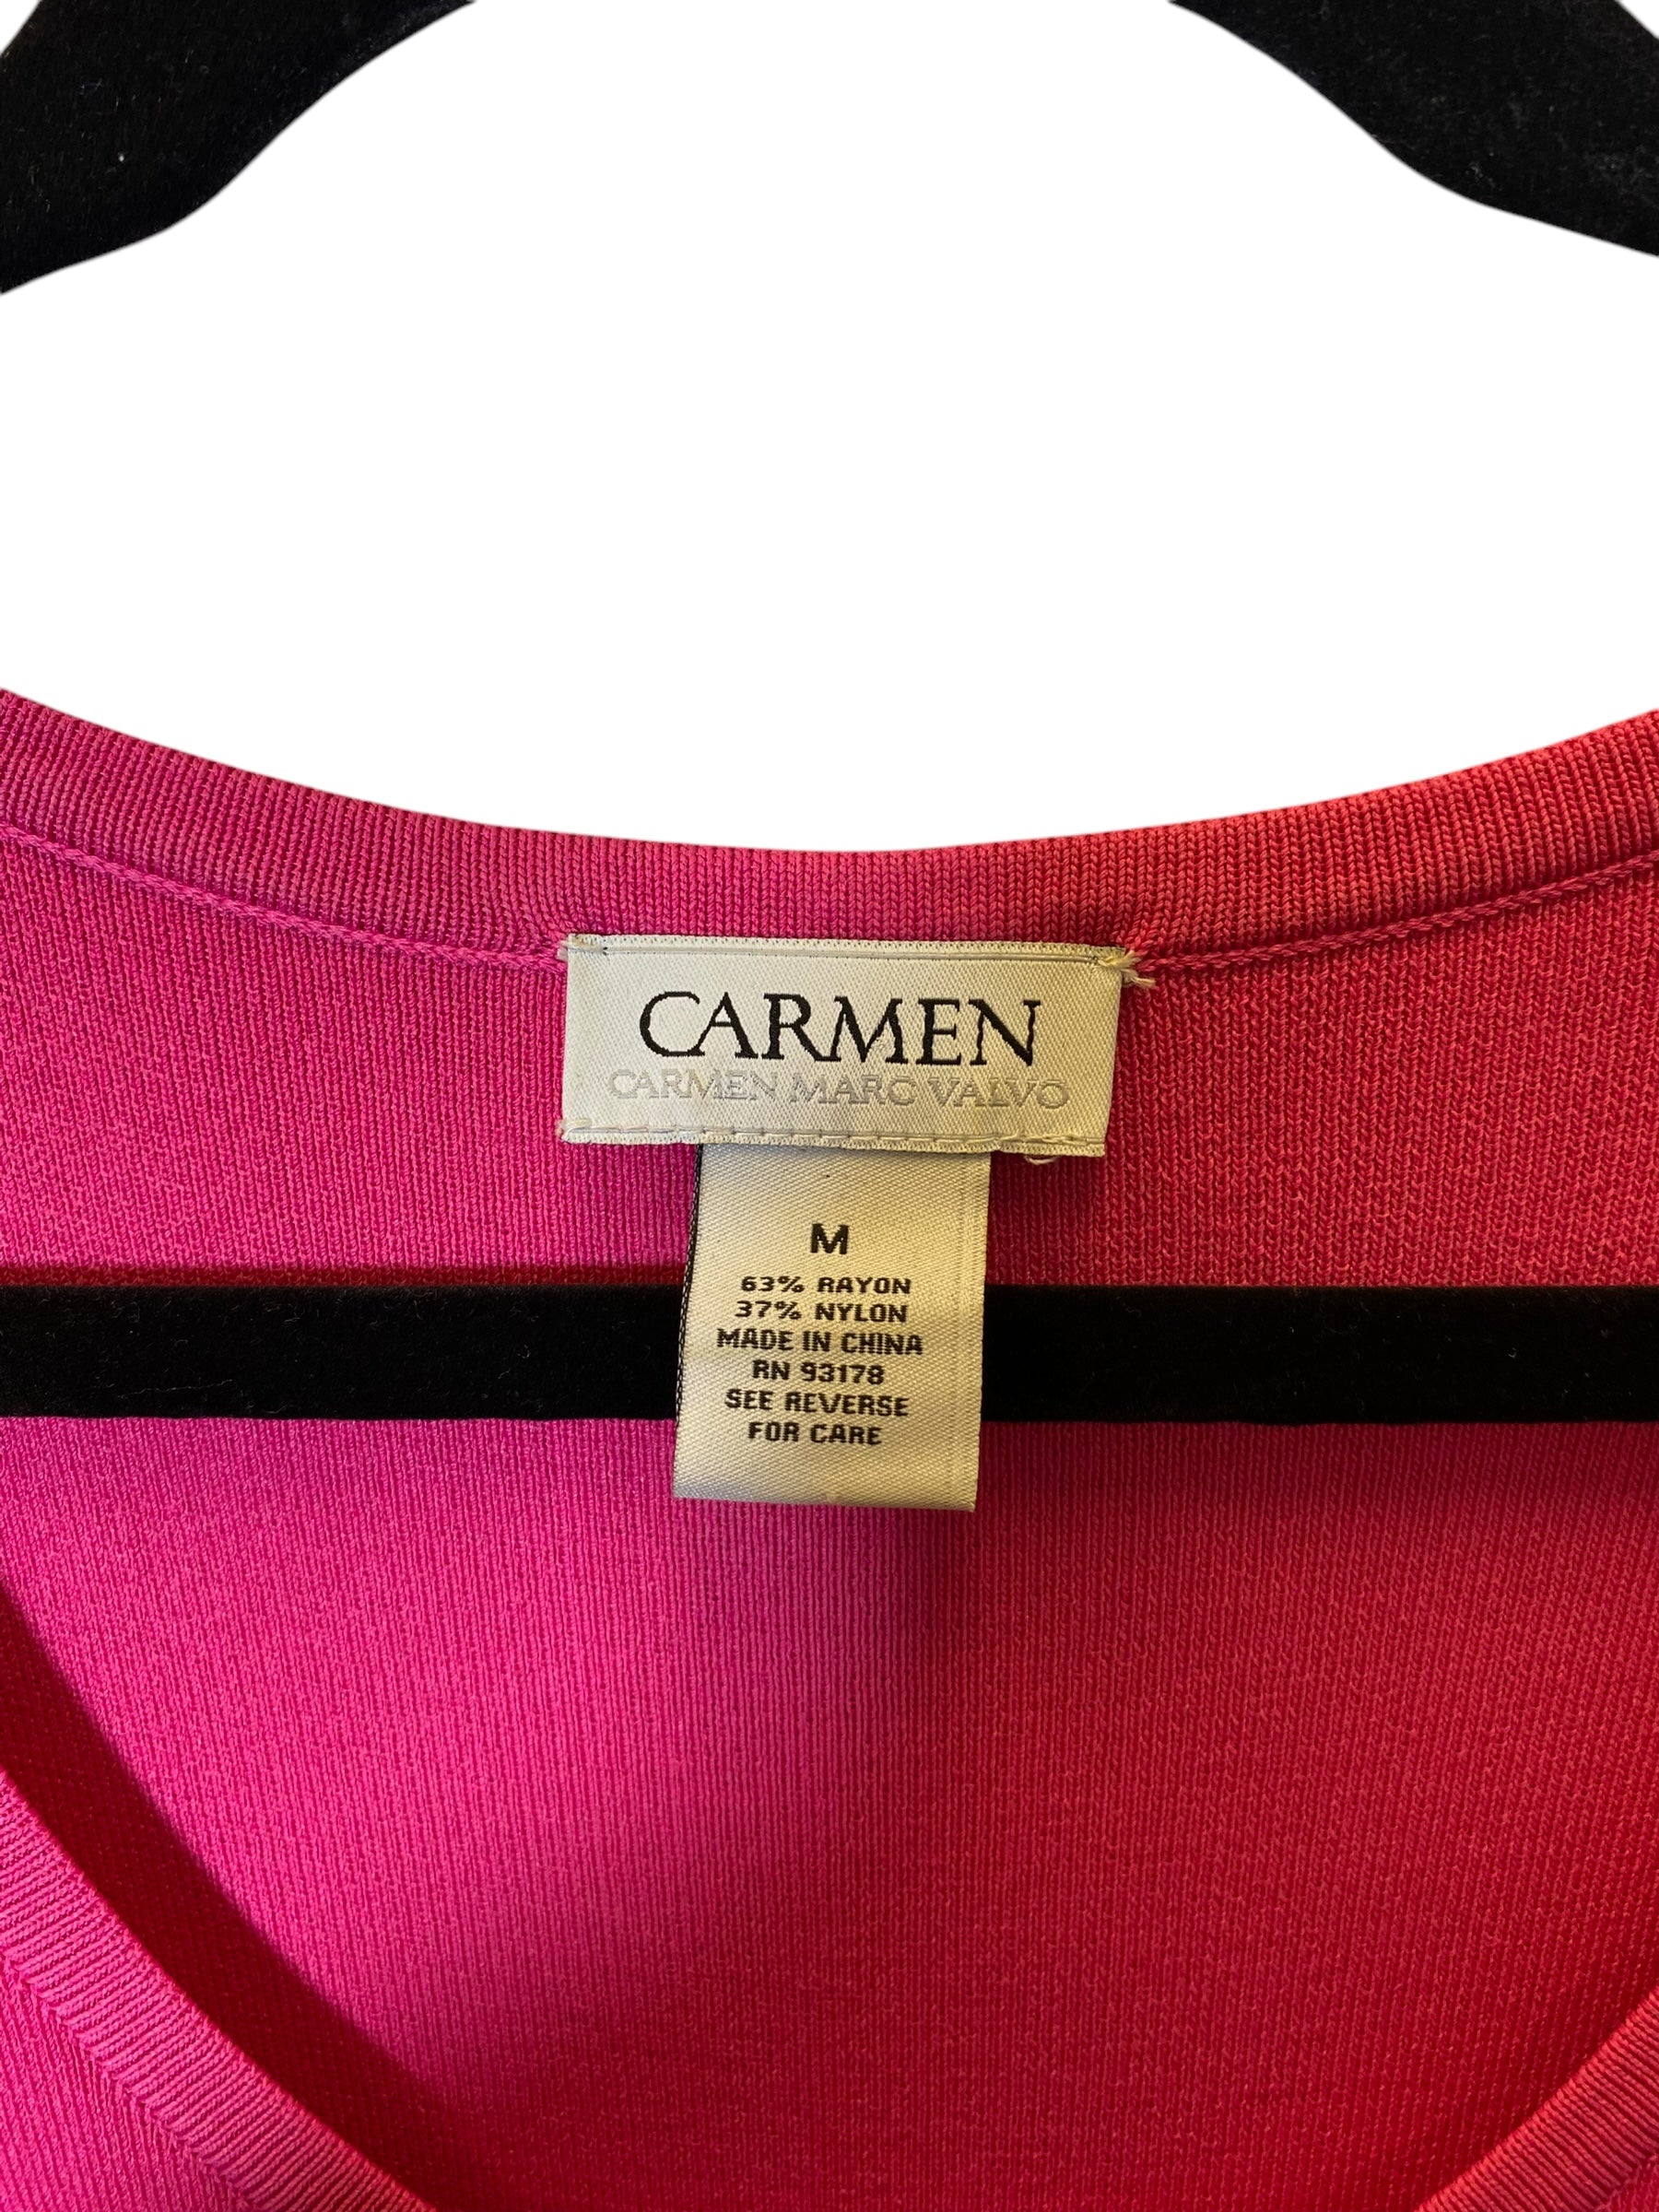 CARMEN
CARMEN MARC VALVO
M
63% RAYON
37% NYLON
MADE IN CHINA
RN 93178
SEE REVERSE
FOR CARE